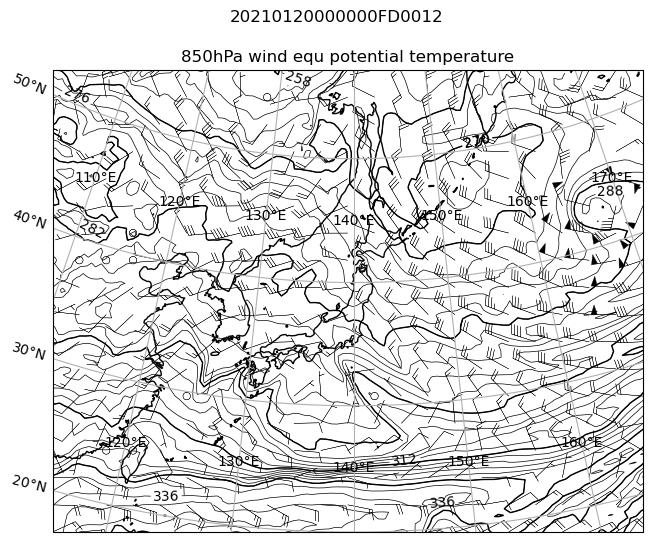 20210120000000FD0012
850hPa wind equ potential temperature
50°N
258
276
270
110°E
170°E
288
120°E
160°E
130°E
150°E
140°E
40°N
282
30°N
120°E
160°E
130°E
312
150°E
140°E
20°N
336
336